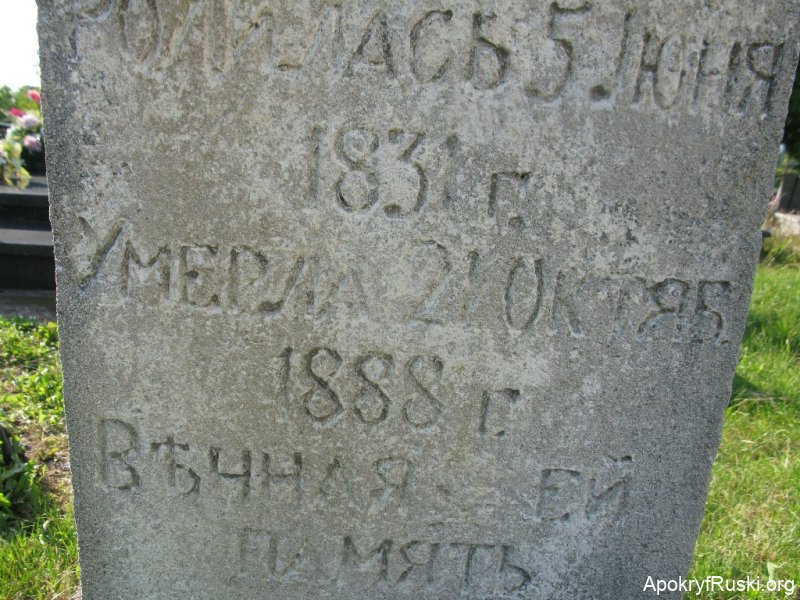 РОДИЛАСЬ 5 ІЮНЯ
1831 г.
УМЕРЛА 21 ОКТЯБ.
1888 г.
ВѢЧНАЯ ЕЙ
ПАМЯТЬ
ApokryfRuski.org